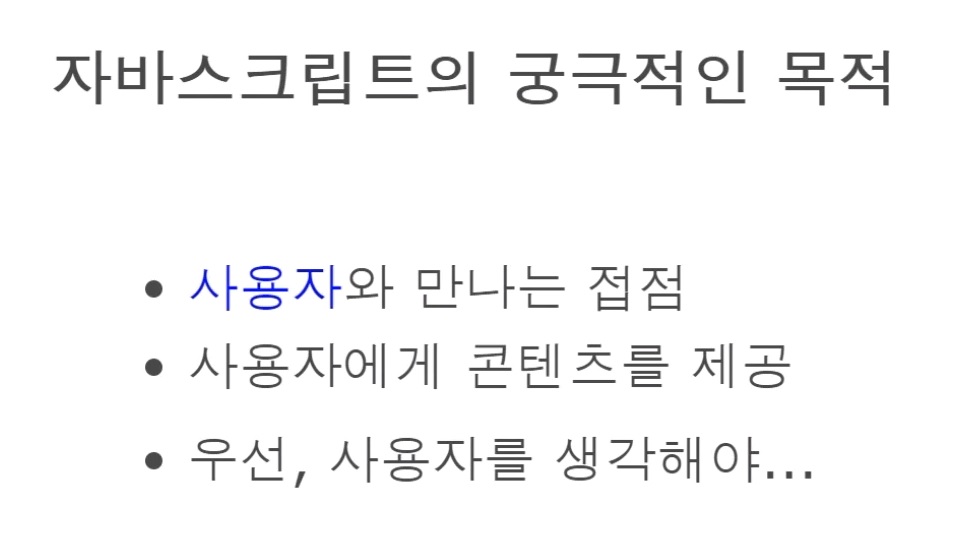 자바스크립트의 궁극적인 목적
• 사용자와 만나는 접점
• 사용자에게 콘텐츠를 제공
• 우선, 사용자를 생각해야...